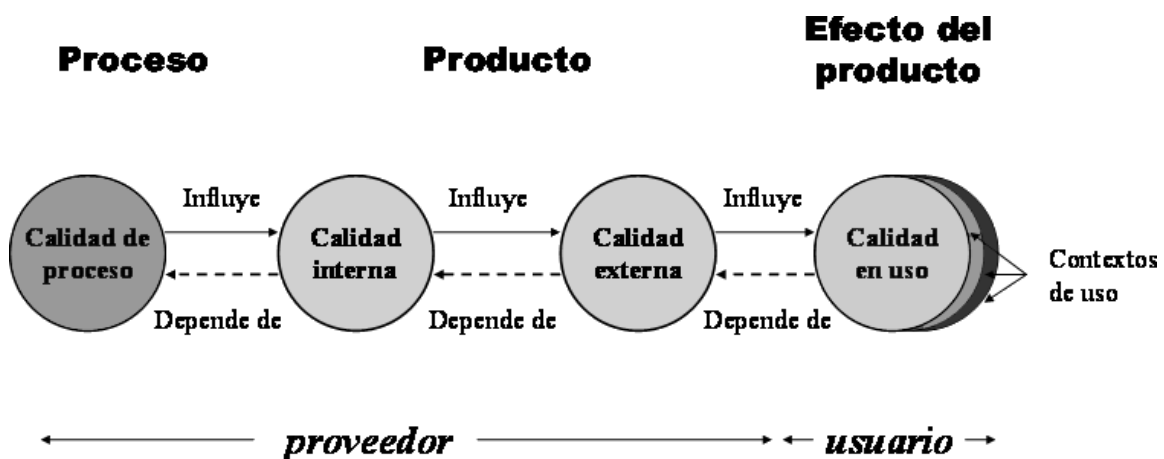 Proceso
Producto
Efecto del
producto
Calidad de
proceso
Influye
Depende de
Calidad
interna
Influye
Depende de
Calidad
externa
Influye
Depende de
Calidad
en uso
Contextos
de uso
proveedor
usuario